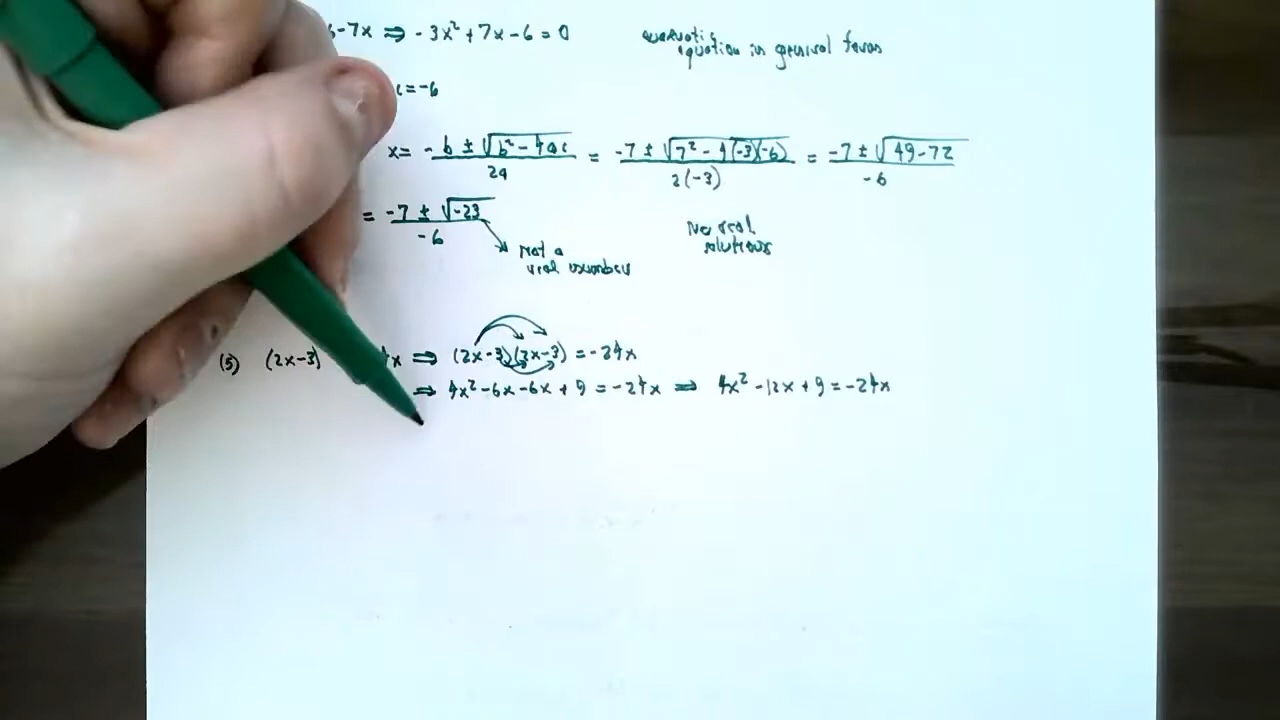 -7x ⇒ -3x² + 7x - 6 = 0
equation in general form
c = -6
x = -b ± √(b² - 4ac) / 2a = -7 ± √(7² - 4(-3)(-6)) / 2(-3) = -7 ± √(49 - 72) / -6
= -7 ± √(-23) / -6
No real
solutions
Not a
real number
(5) (2x-3) 4x ⇒ (2x-3)(2x-3) = -24x
⇒ 4x² - 6x - 6x + 9 = -24x ⇒ 4x² - 12x + 9 = -24x